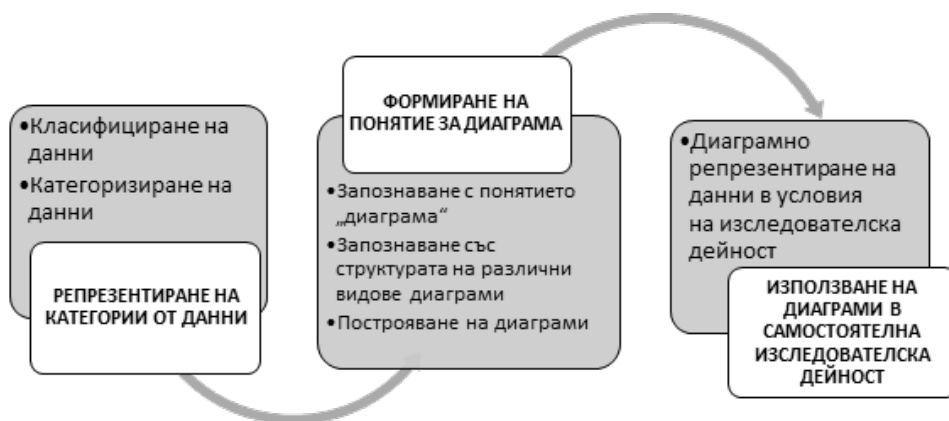 •Класифициране на
данни
•Категоризиране на
данни
РЕПРЕЗЕНТИРАНЕ НА
КАТЕГОРИИ ОТ ДАННИ
ФОРМИРАНЕ НА
ПОНЯТИЕ ЗА ДИАГРАМА
•Запознаване с понятието
„диаграма“
•Запознаване със
структурата на различни
видове диаграми
•Построяване на диаграми
•Диаграмно
репрезентиране на
данни в условия
на изследователска
дейност
ИЗПОЛЗВАНЕ НА
ДИАГРАМИ В
САМОСТОЯТЕЛНА
ИЗСЛЕДОВАТЕЛСКА
ДЕЙНОСТ